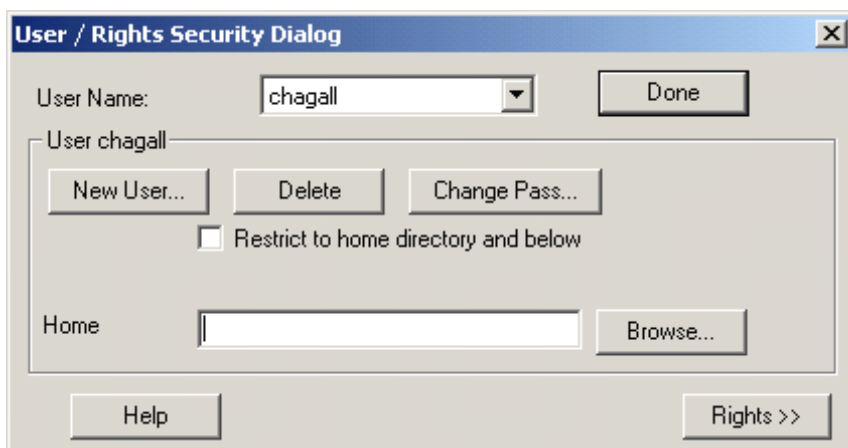 User / Rights Security Dialog
User Name: chagall Done
User chagall
New User... Delete Change Pass...
Restrict to home directory and below
Home Browse...
Help Rights >>